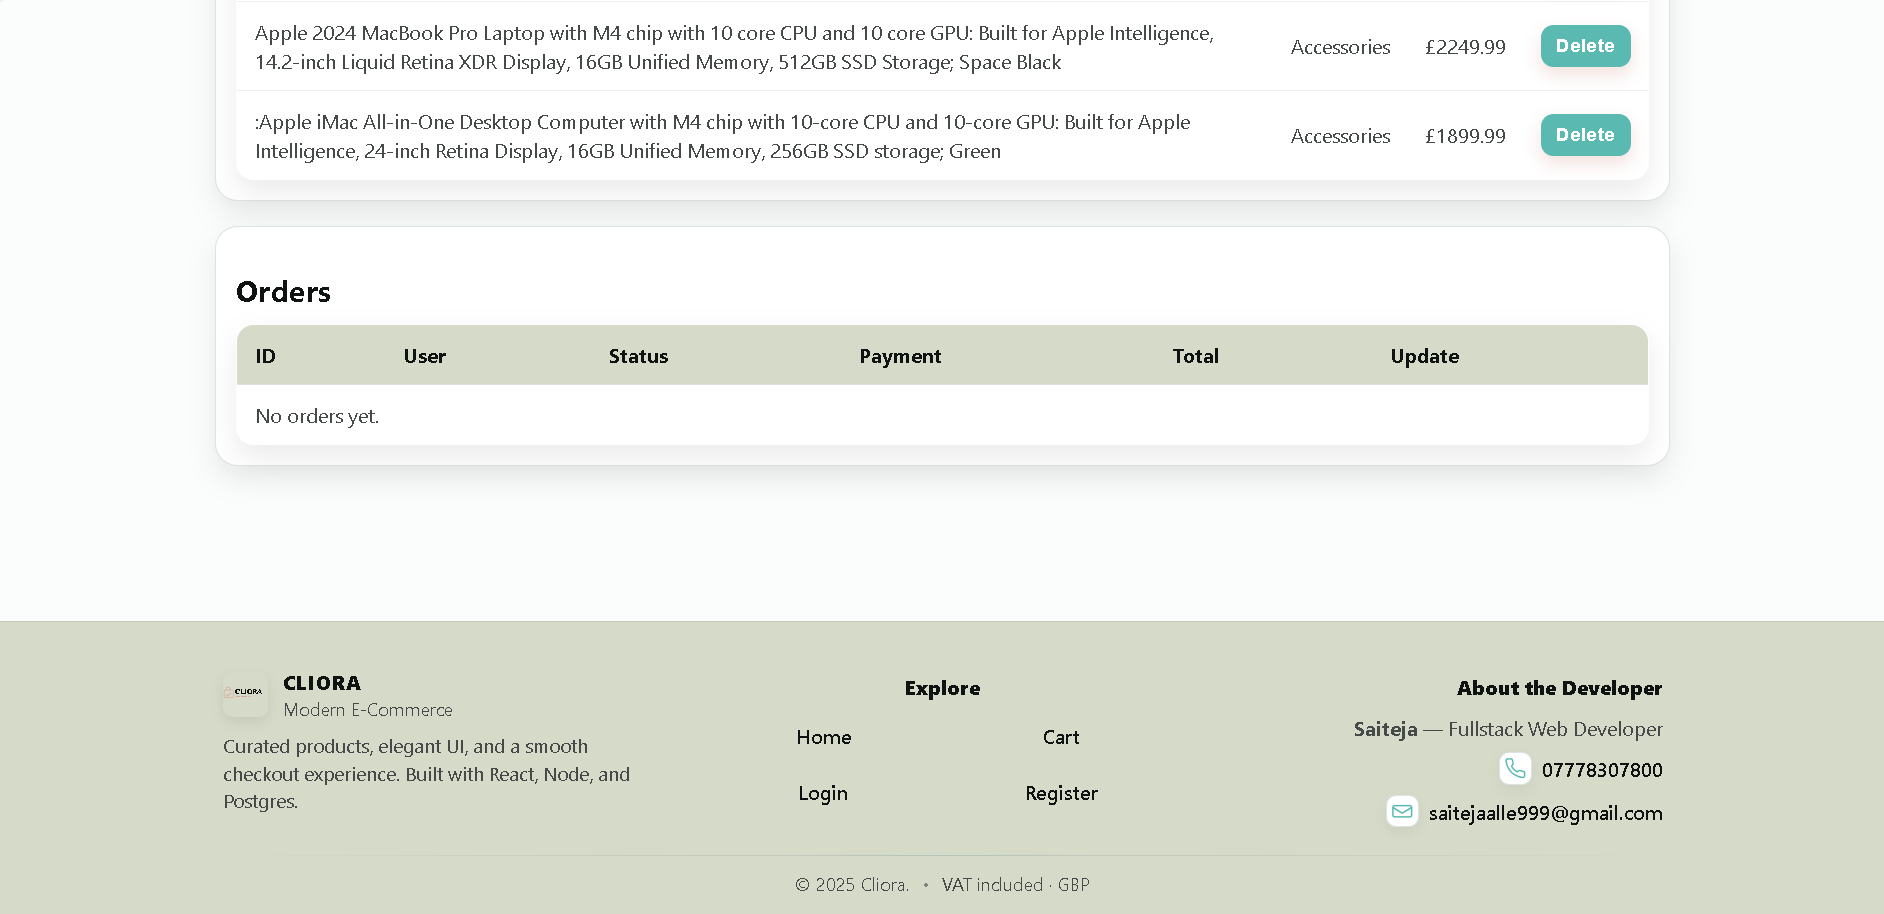 Apple 2024 MacBook Pro Laptop with M4 chip with 10 core CPU and 10 core GPU: Built for Apple Intelligence,
14.2-inch Liquid Retina XDR Display, 16GB Unified Memory, 512GB SSD Storage; Space Black
Accessories
£2249.99
Delete
:Apple iMac All-in-One Desktop Computer with M4 chip with 10-core CPU and 10-core GPU: Built for Apple
Intelligence, 24-inch Retina Display, 16GB Unified Memory, 256GB SSD storage; Green
Accessories
£1899.99
Delete
Orders
ID User Status Payment Total Update
No orders yet.
CLIORA
CLIORA
Modern E-Commerce
Curated products, elegant UI, and a smooth
checkout experience. Built with React, Node, and
Postgres.
Explore
Home Cart
Login Register
About the Developer
Saiteja — Fullstack Web Developer
07778307800
saitejaalle999@gmail.com
© 2025 Cliora. • VAT included · GBP